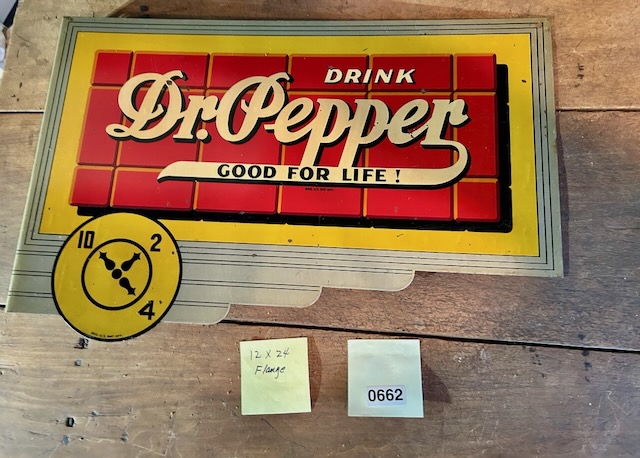 DRINK
Dr. Pepper
GOOD FOR LIFE!
10 2
4
12 X 24
Flange
0662